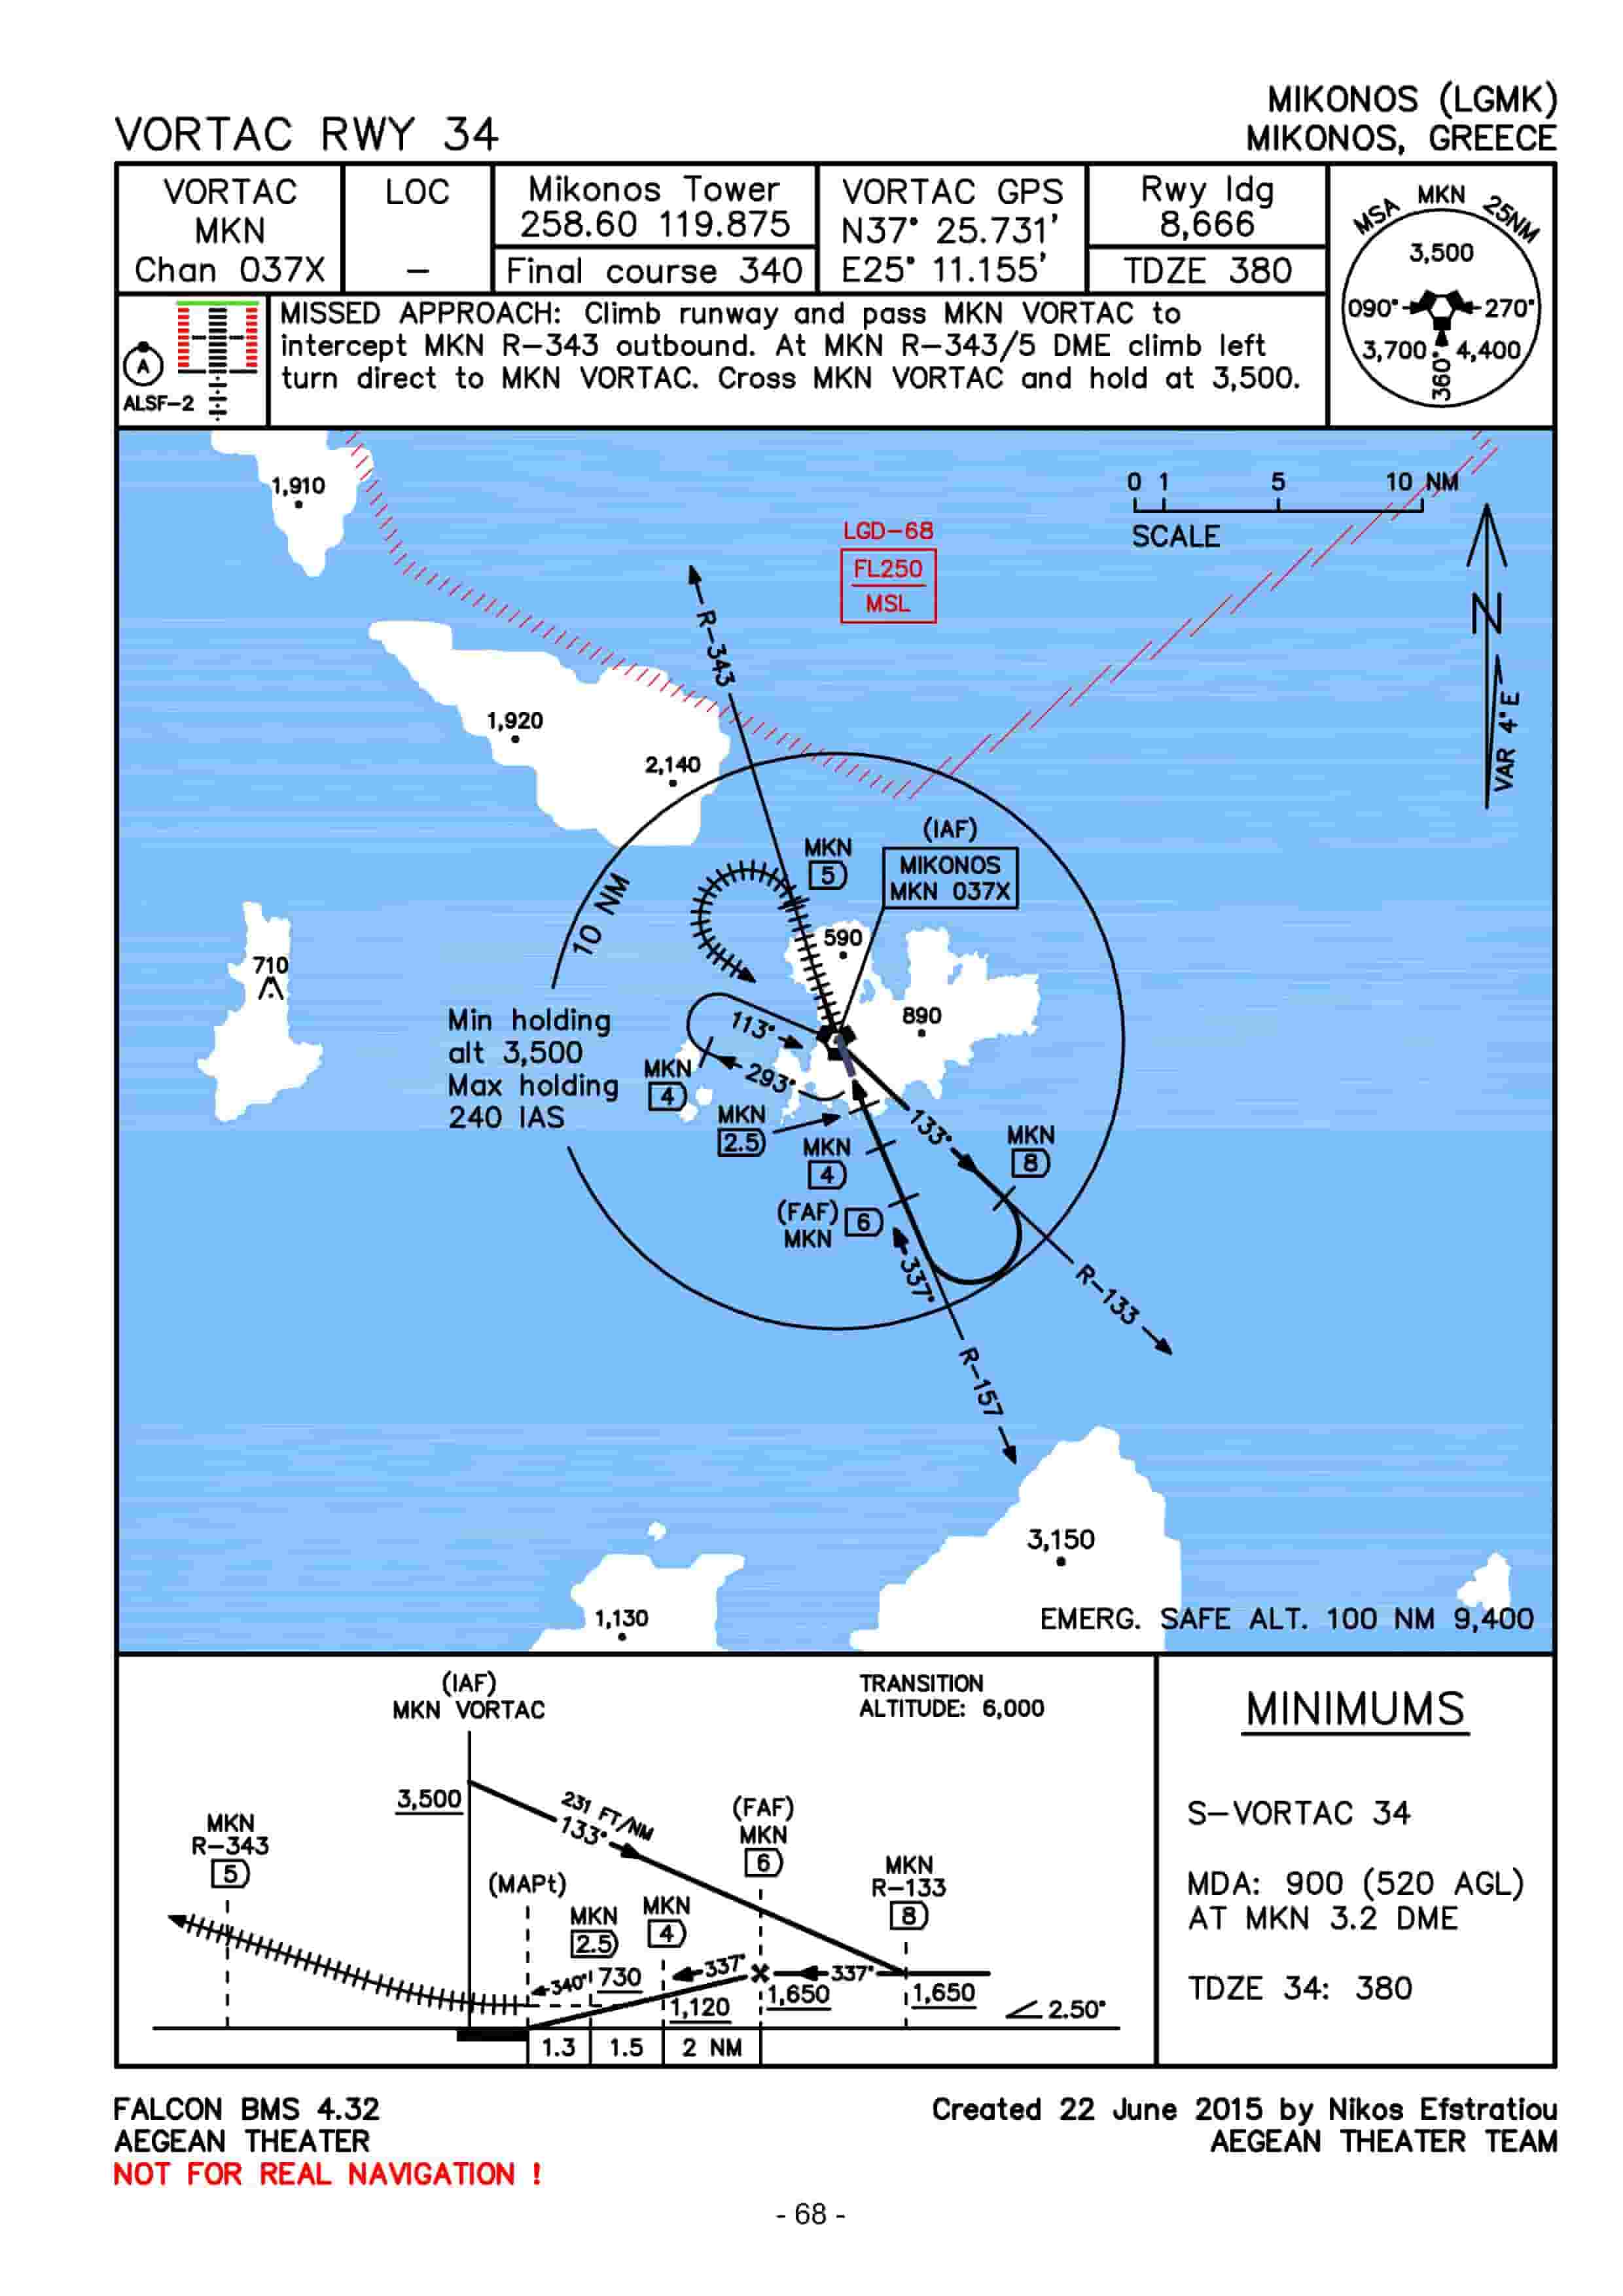 MIKONOS (LGMK)
VORTAC RWY 34
MIKONOS, GREECE
VORTAC
MKN
Chan 037X
LOC
–
Mikonos Tower
258.60 119.875
Final course 340
VORTAC GPS
N37° 25.731'
E25° 11.155'
Rwy ldg
8,666
TDZE 380
MSA MKN 25NM
3,500
090°
270°
3,700
4,400
360°
A
ALSF-2
MISSED APPROACH: Climb runway and pass MKN VORTAC to
intercept MKN R-343 outbound. At MKN R-343/5 DME climb left
turn direct to MKN VORTAC. Cross MKN VORTAC and hold at 3,500.
1,910
0 1 5 10 NM
SCALE
LGD-68
FL250
MSL
N
VAR 4°E
R-343
1,920
2,140
(IAF)
MIKONOS
MKN 037X
MKN
5
10 NM
590
710
890
Min holding
alt 3,500
Max holding
240 IAS
113°
293°
MKN
4
MKN
2.5
MKN
4
133°
MKN
8
(FAF)
MKN
6
337°
R-133
R-157
3,150
1,130
EMERG. SAFE ALT. 100 NM 9,400
(IAF)
MKN VORTAC
TRANSITION
ALTITUDE: 6,000
3,500
231 FT/NM
133°
MKN
R-343
5
(MAPt)
(FAF)
MKN
6
MKN
R-133
8
MKN
2.5
MKN
4
340°
730
337°
337°
1,120
1,650
1,650
2.50°
1.3
1.5
2 NM
MINIMUMS
S-VORTAC 34
MDA: 900 (520 AGL)
AT MKN 3.2 DME
TDZE 34: 380
FALCON BMS 4.32
AEGEAN THEATER
NOT FOR REAL NAVIGATION !
Created 22 June 2015 by Nikos Efstratiou
AEGEAN THEATER TEAM
- 68 -